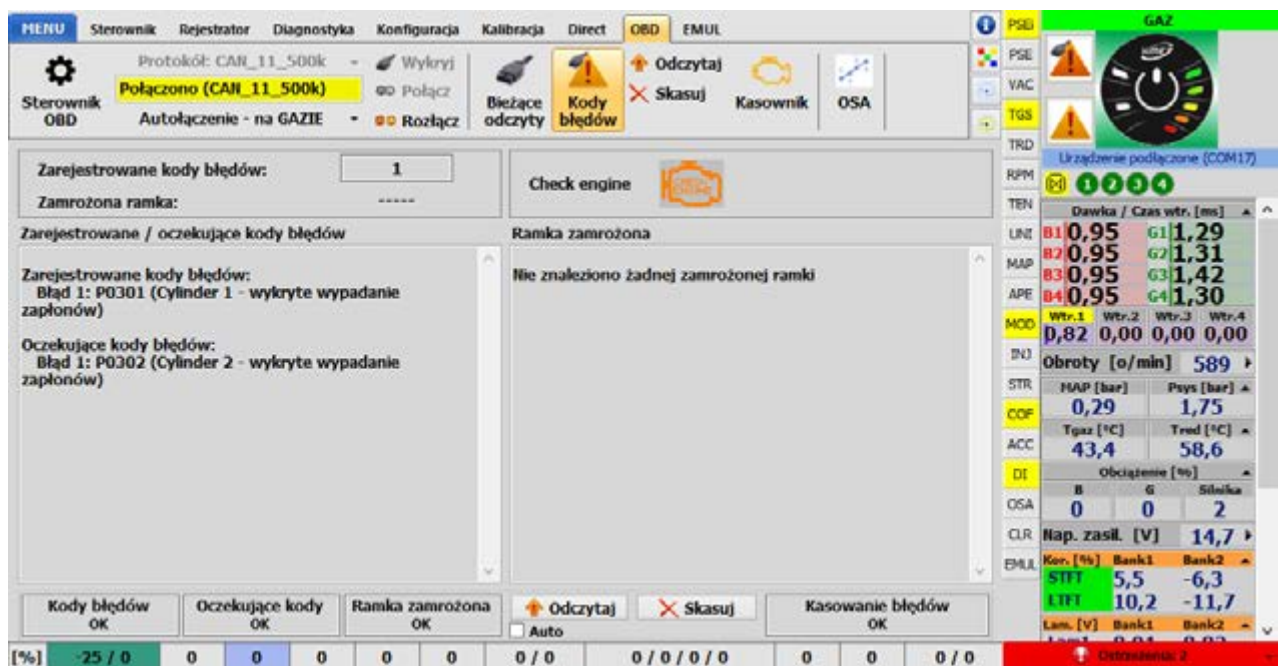 MENU Sterownik Rejestrator Diagnostyka Konfiguracja Kalibracja Direct OBD EMUL
Sterownik OBD
Protokół: CAN_11_500k
Połączono (CAN_11_500k)
Autołączenie - na GAZIE
Wykryj
Połącz
Rozłącz
Bieżące odczyty
Kody błędów
Odczytaj
Skasuj
Kasownik
OSA
Zarejestrowane kody błędów: 1
Zamrożona ramka: -----
Check engine
CHECK ENGINE
Zarejestrowane / oczekujące kody błędów
Zarejestrowane kody błędów:
Błąd 1: P0301 (Cylinder 1 - wykryte wypadanie
zapłonów)
Oczekujące kody błędów:
Błąd 1: P0302 (Cylinder 2 - wykryte wypadanie
zapłonów)
Ramka zamrożona
Nie znaleziono żadnej zamrożonej ramki
Kody błędów
OK
Oczekujące kody
OK
Ramka zamrożona
OK
Odczytaj
Skasuj
Auto
Kasowanie błędów
OK
[%] -25 / 0 0 0 0 0 0 0 / 0 0 / 0 / 0 / 0 0 0 0 / 0
PSE
VAC
TGS
TRD
RPM
TEN
UNI
MAP
APE
MOD
INJ
STR
COF
ACC
DI
OSA
CLR
EMUL
GAZ
Urządzenie podłączone (COM17)
1 2 3 4
Dawka / Czas wtr. [ms]
B1 0,95 G1 1,29
B2 0,95 G2 1,31
B3 0,95 G3 1,42
B4 0,95 G4 1,30
Wtr.1 Wtr.2 Wtr.3 Wtr.4
0,82 0,00 0,00 0,00
Obroty [o/min] 589
MAP [bar] Psys [bar]
0,29 1,75
Tgaz [°C] Tred [°C]
43,4 58,6
Obciążenie [%]
B G Silnika
0 0 2
Nap. zasil. [V] 14,7
Kor. [%] Bank1 Bank2
STFT 5,5 -6,3
LTFT 10,2 -11,7
Lam. [V] Bank1 Bank2
Ostrzeżenia: 2